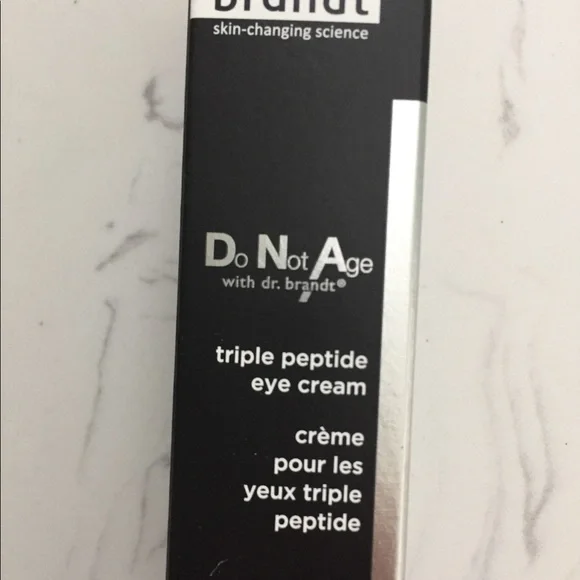 brandt
skin-changing science
Do Not Age
with dr. brandt®
triple peptide
eye cream
crème
pour les
yeux triple
peptide